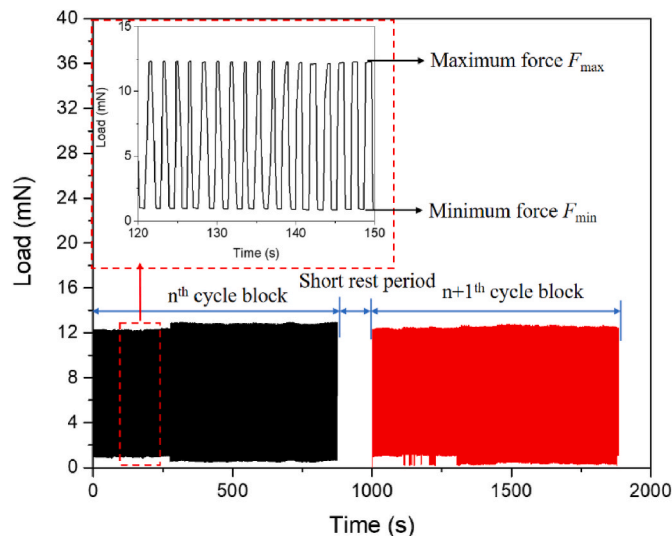 Load (mN)
40
36
32
28
24
20
16
12
8
4
0
0
500
1000
1500
2000
Time (s)
Load (mN)
15
10
5
0
120
130
140
150
Time (s)
Maximum force Fmax
Minimum force Fmin
nth cycle block
Short rest period
n+1th cycle block